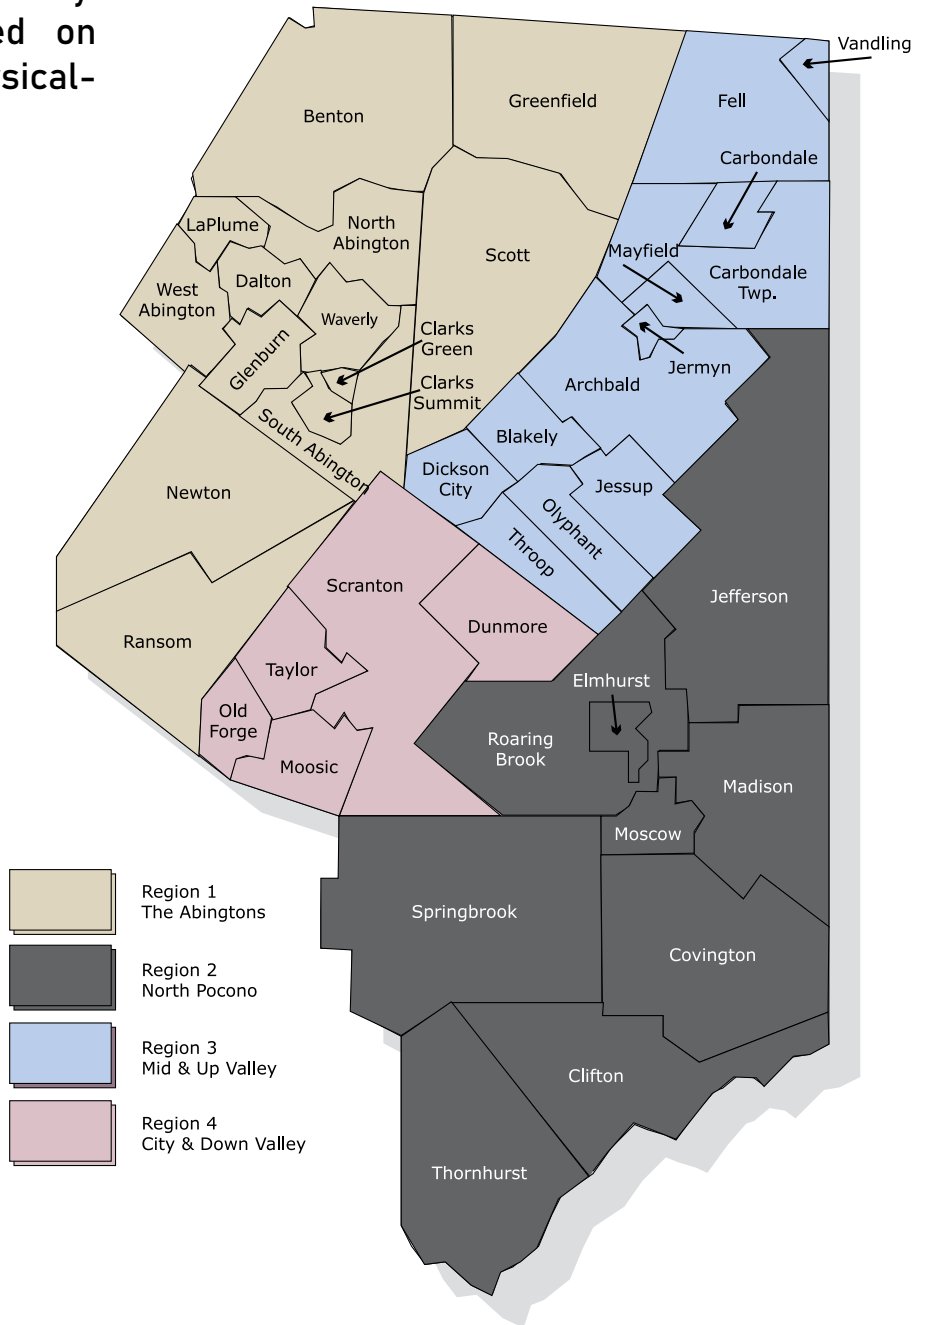 ed on
ysical-
Vandling
Benton
Greenfield
Fell
Carbondale
LaPlume
North
Abington
Scott
Mayfield
Carbondale
Twp.
West
Abington
Dalton
Waverly
Clarks
Green
Glenburn
Jermyn
Archbald
Clarks
Summit
South Abington
Blakely
Newton
Dickson
City
Jessup
Olyphant
Throop
Scranton
Jefferson
Dunmore
Ransom
Taylor
Elmhurst
Old
Forge
Roaring
Brook
Moosic
Madison
Moscow
Springbrook
Covington
Clifton
Thornhurst
Region 1
The Abingtons
Region 2
North Pocono
Region 3
Mid & Up Valley
Region 4
City & Down Valley